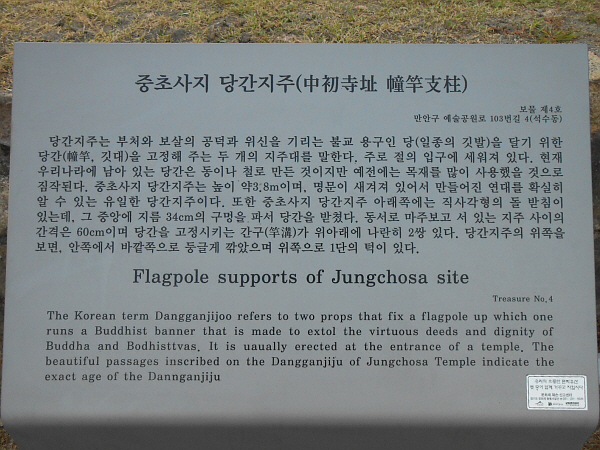 중초사지 당간지주(中初寺址 幢竿支柱)
보물 제4호
만안구 예술공원로 103번길 4(석수동)
당간지주는 부처와 보살의 공덕과 위신을 기리는 불교 용구인 당(일종의 깃발)을 달기 위한
당간(幢竿, 깃대)을 고정해 주는 두 개의 지주대를 말한다. 주로 절의 입구에 세워져 있다. 현재
우리나라에 남아 있는 당간은 동이나 철로 만든 것이지만 예전에는 목재를 많이 사용했을 것으로
짐작된다. 중초사지 당간지주는 높이 약3.8m이며, 명문이 새겨져 있어서 만들어진 연대를 확실히
알 수 있는 유일한 당간지주이다. 또한 중초사지 당간지주 아래쪽에는 직사각형의 돌 받침이
있는데, 그 중앙에 지름 34cm의 구멍을 파서 당간을 받쳤다. 동서로 마주보고 서 있는 지주 사이의
간격은 60cm이며 당간을 고정시키는 간구(竿溝)가 위아래에 나란히 2쌍 있다. 당간지주의 위쪽을
보면, 안쪽에서 바깥쪽으로 둥글게 깎았으며 위쪽으로 1단의 턱이 있다.
Flagpole supports of Jungchosa site
Treasure No.4
The Korean term Dangganjijoo refers to two props that fix a flagpole up which one
runs a Buddhist banner that is made to extol the virtuous deeds and dignity of
Buddha and Bodhisttvas. It is uaually erected at the entrance of a temple. The
beautiful passages inscribed on the Dangganjiju of Jungchosa Temple indicate the
exact age of the Dannganjiju